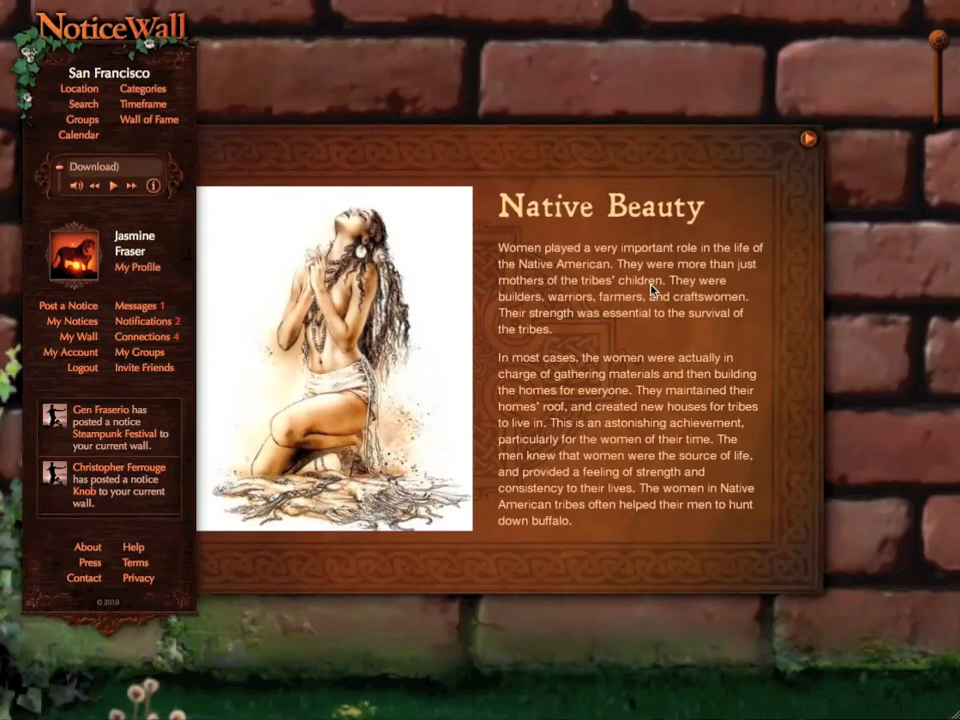 NoticeWall
San Francisco
Location Categories
Search Timeframe
Groups Wall of Fame
Calendar
Download)
Jasmine
Fraser
My Profile
Post a Notice Messages 1
My Notices Notifications 2
My Wall Connections 4
My Account My Groups
Logout Invite Friends
Gen Fraserio has
posted a notice
Steampunk Festival to
your current wall.
Christopher Ferrouge
has posted a notice
Knob to your current
wall.
About Help
Press Terms
Contact Privacy
© 2010
Native Beauty
Women played a very important role in the life of
the Native American. They were more than just
mothers of the tribes' children. They were
builders, warriors, farmers, and craftswomen.
Their strength was essential to the survival of
the tribes.
In most cases, the women were actually in
charge of gathering materials and then building
the homes for everyone. They maintained their
homes' roof, and created new houses for tribes
to live in. This is an astonishing achievement,
particularly for the women of their time. The
men knew that women were the source of life,
and provided a feeling of strength and
consistency to their lives. The women in Native
American tribes often helped their men to hunt
down buffalo.